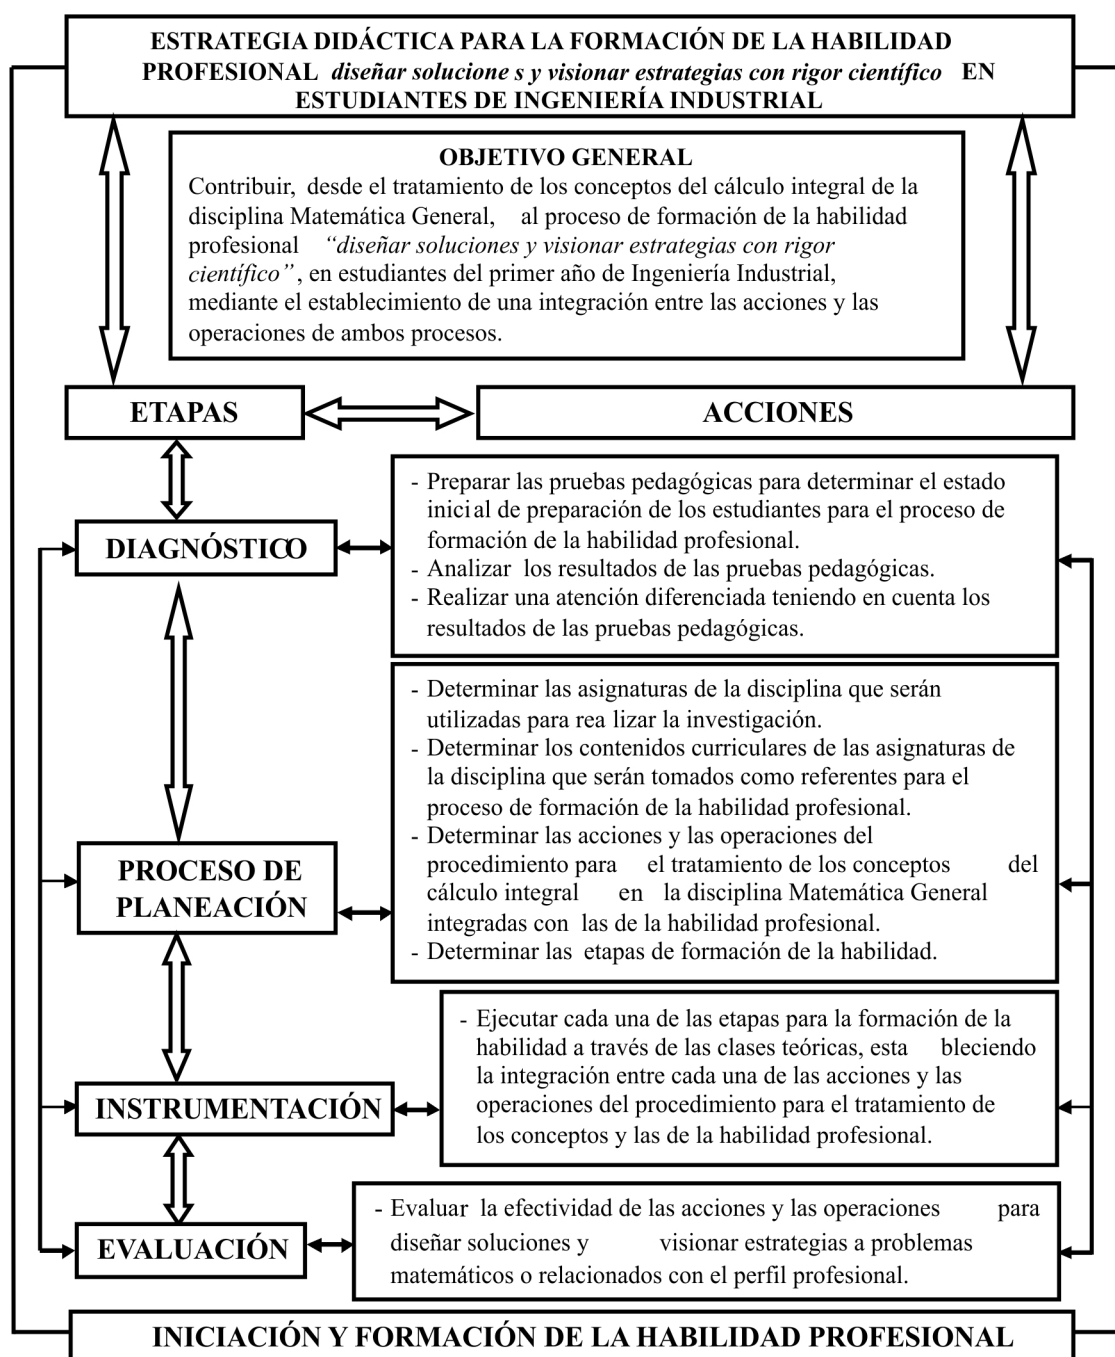 ESTRATEGIA DIDÁCTICA PARA LA FORMACIÓN DE LA HABILIDAD
PROFESIONAL diseñar solucione s y visionar estrategias con rigor científico EN
ESTUDIANTES DE INGENIERÍA INDUSTRIAL
OBJETIVO GENERAL
Contribuir, desde el tratamiento de los conceptos del cálculo integral de la
disciplina Matemática General, al proceso de formación de la habilidad
profesional “diseñar soluciones y visionar estrategias con rigor
científico”, en estudiantes del primer año de Ingeniería Industrial,
mediante el establecimiento de una integración entre las acciones y las
operaciones de ambos procesos.
ETAPAS
ACCIONES
DIAGNÓSTICO
- Preparar las pruebas pedagógicas para determinar el estado
inicial de preparación de los estudiantes para el proceso de
formación de la habilidad profesional.
- Analizar los resultados de las pruebas pedagógicas.
- Realizar una atención diferenciada teniendo en cuenta los
resultados de las pruebas pedagógicas.
PROCESO DE
PLANEACIÓN
- Determinar las asignaturas de la disciplina que serán
utilizadas para rea lizar la investigación.
- Determinar los contenidos curriculares de las asignaturas de
la disciplina que serán tomados como referentes para el
proceso de formación de la habilidad profesional.
- Determinar las acciones y las operaciones del
procedimiento para el tratamiento de los conceptos del
cálculo integral en la disciplina Matemática General
integradas con las de la habilidad profesional.
- Determinar las etapas de formación de la habilidad.
INSTRUMENTACIÓN
- Ejecutar cada una de las etapas para la formación de la
habilidad a través de las clases teóricas, esta bleciendo
la integración entre cada una de las acciones y las
operaciones del procedimiento para el tratamiento de
los conceptos y las de la habilidad profesional.
EVALUACIÓN
- Evaluar la efectividad de las acciones y las operaciones para
diseñar soluciones y visionar estrategias a problemas
matemáticos o relacionados con el perfil profesional.
INICIACIÓN Y FORMACIÓN DE LA HABILIDAD PROFESIONAL